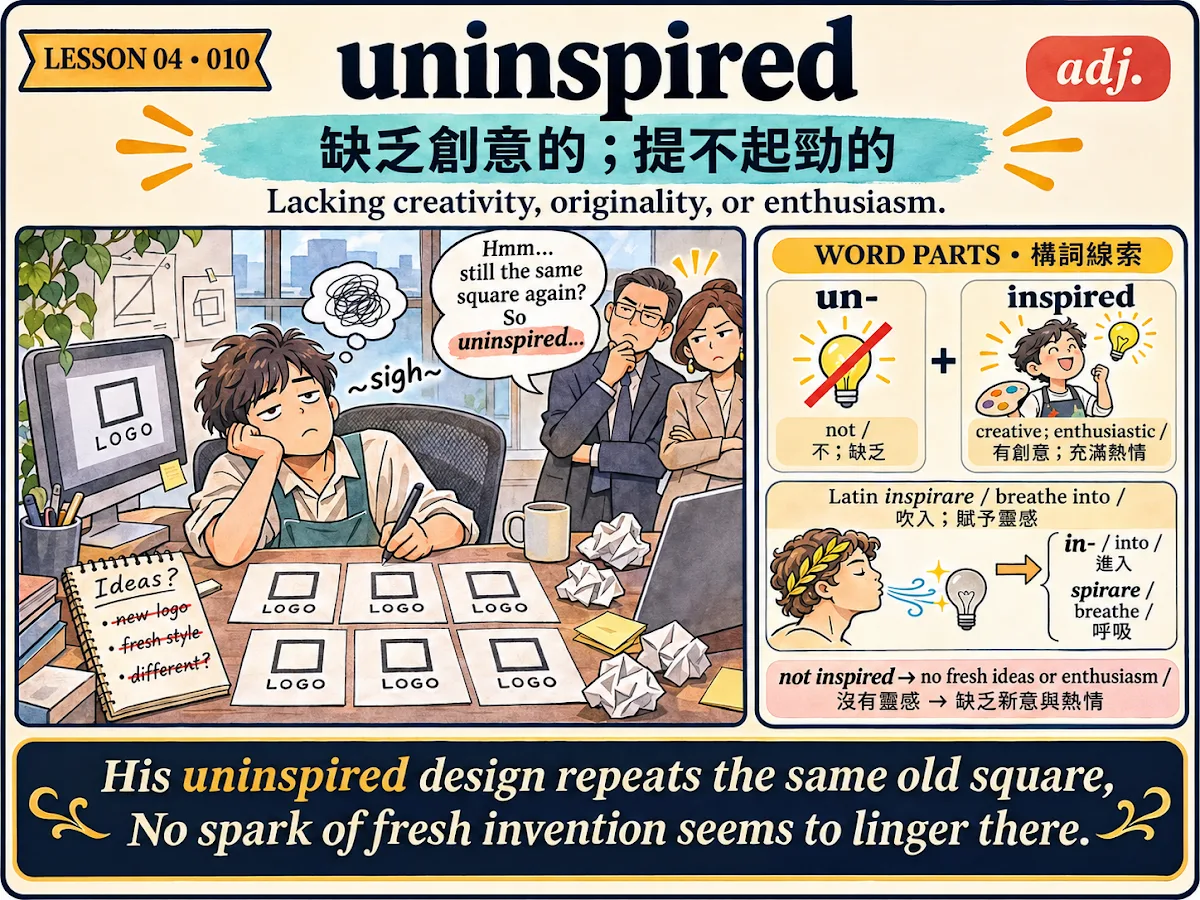 LESSON 04 • 010
uninspired
adj.
缺乏創意的；提不起勁的
Lacking creativity, originality, or enthusiasm.
Hmm...
still the same
square again?
So
uninspired...
~sigh~
LOGO
Ideas?
• new logo
• fresh style
• different?
LOGO
LOGO
LOGO
LOGO
LOGO
LOGO
WORD PARTS • 構詞線索
un-
not /
不；缺乏
+
inspired
creative; enthusiastic /
有創意；充滿熱情
Latin inspirare / breathe into /
吹入；賦予靈感
in- / into /
進入
spirare /
breathe /
呼吸
not inspired → no fresh ideas or enthusiasm /
沒有靈感 → 缺乏新意與熱情
His uninspired design repeats the same old square,
No spark of fresh invention seems to linger there.